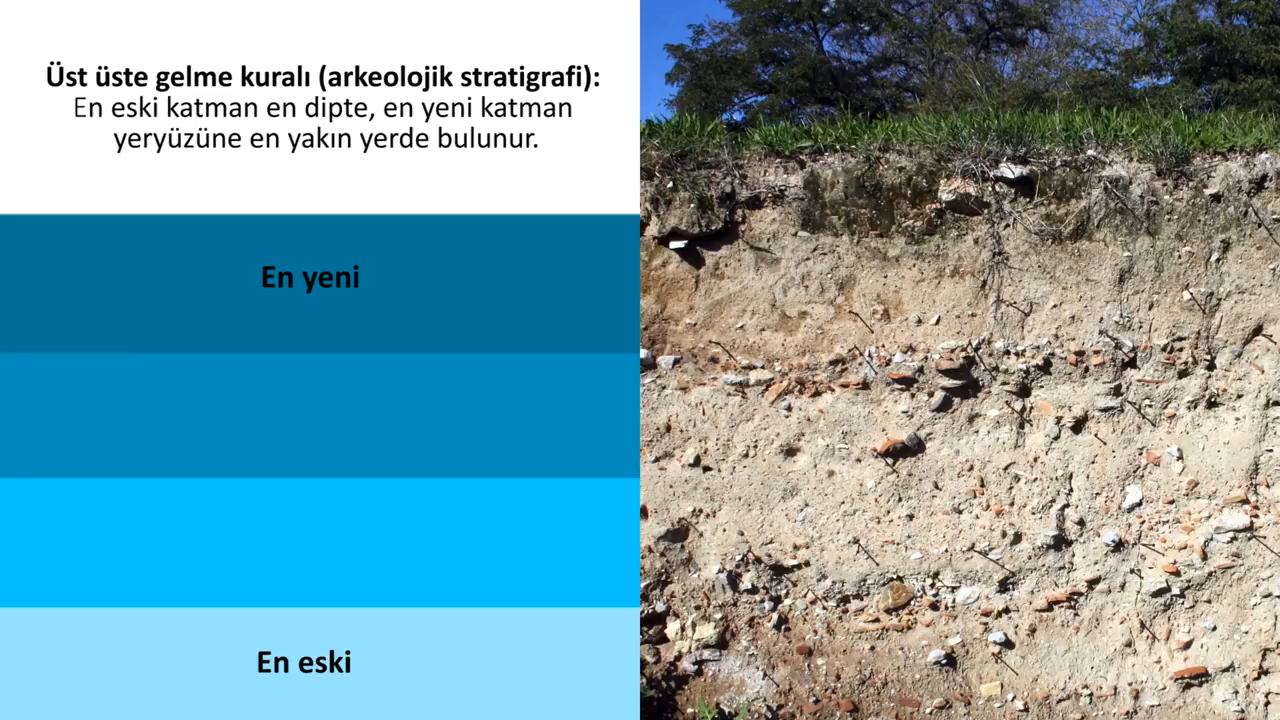 Üst üste gelme kuralı (arkeolojik stratigrafi):
En eski katman en dipte, en yeni katman
yeryüzüne en yakın yerde bulunur.
En yeni
En eski